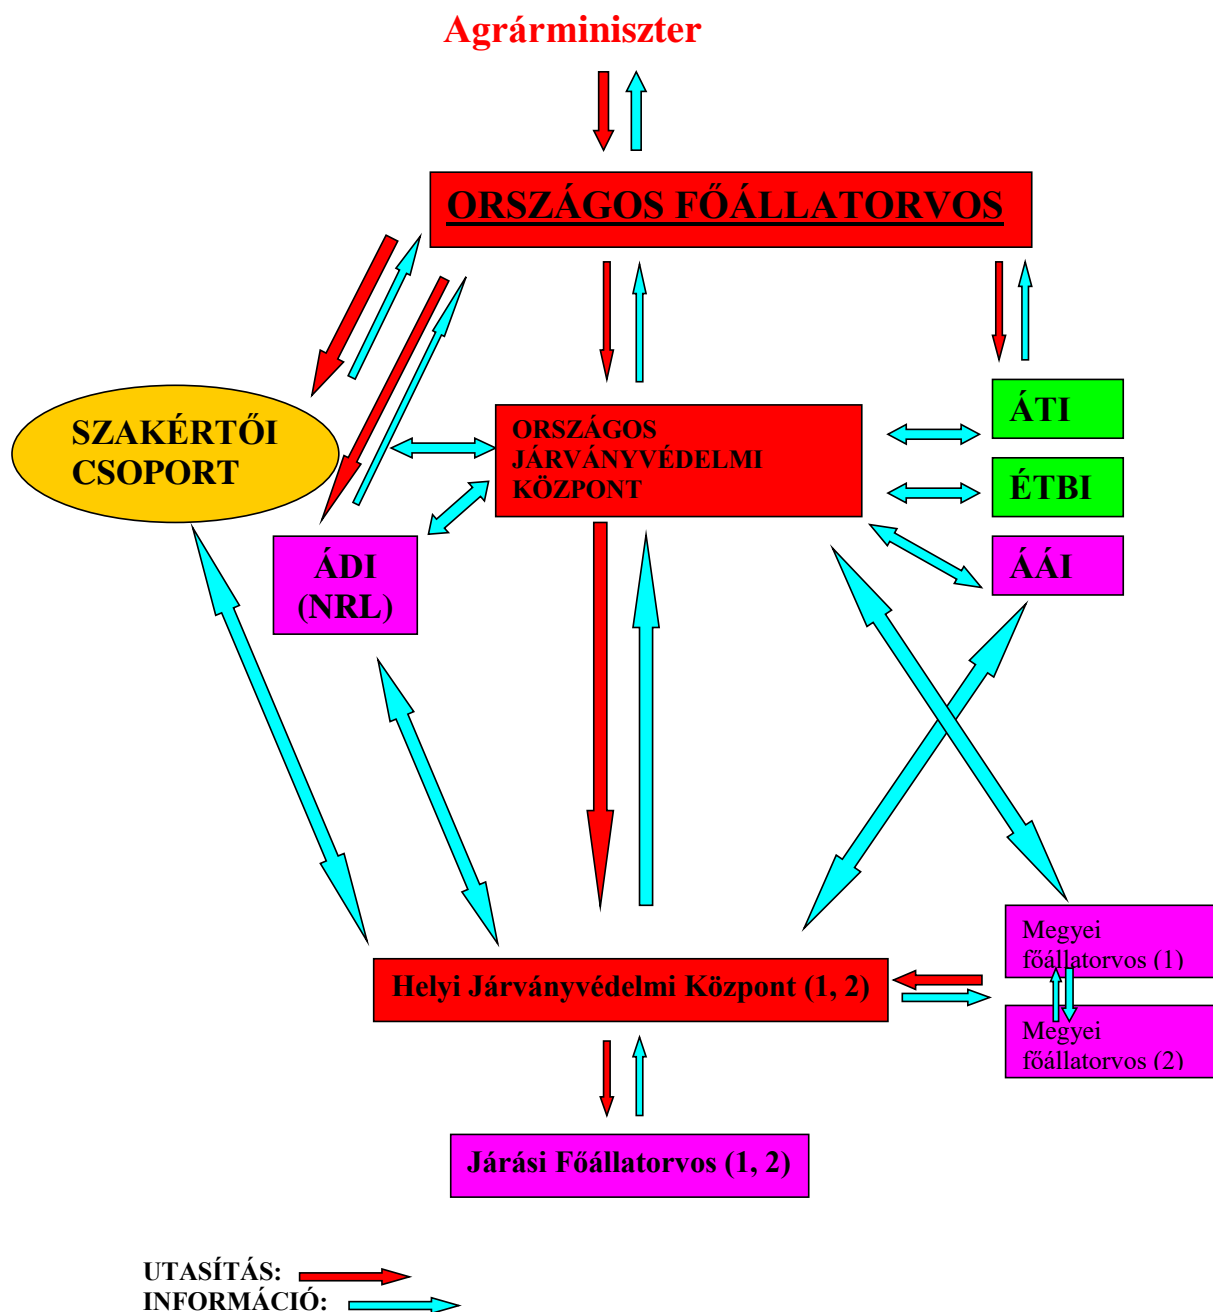 Agrárminiszter
ORSZÁGOS FŐÁLLATORVOS
SZAKÉRTŐI
CSOPORT
ORSZÁGOS
JÁRVÁNYVÉDELMI
KÖZPONT
ÁTI
ÉTBI
ÁÁI
ÁDI
(NRL)
Megyei
főállatorvos (1)
Helyi Járványvédelmi Központ (1, 2)
Megyei
főállatorvos (2)
Járási Főállatorvos (1, 2)
UTASÍTÁS:
INFORMÁCIÓ: